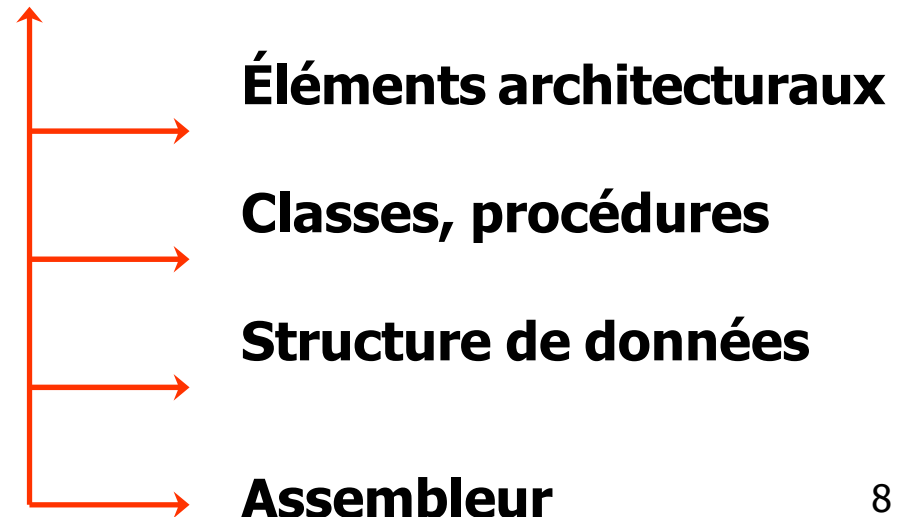 Éléments architecturaux
Classes, procédures
Structure de données
Assembleur
8